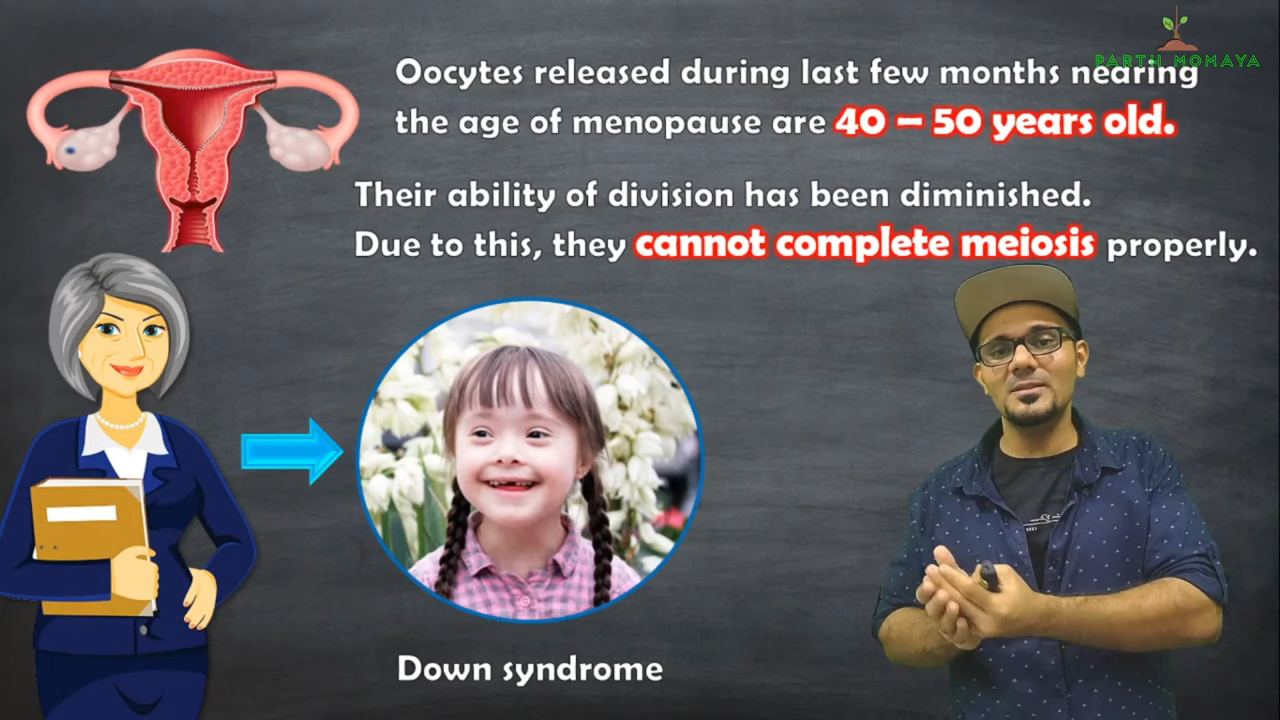 PARTH MOMAYA
Oocytes released during last few months nearing
the age of menopause are 40 – 50 years old.
Their ability of division has been diminished.
Due to this, they cannot complete meiosis properly.
Down syndrome